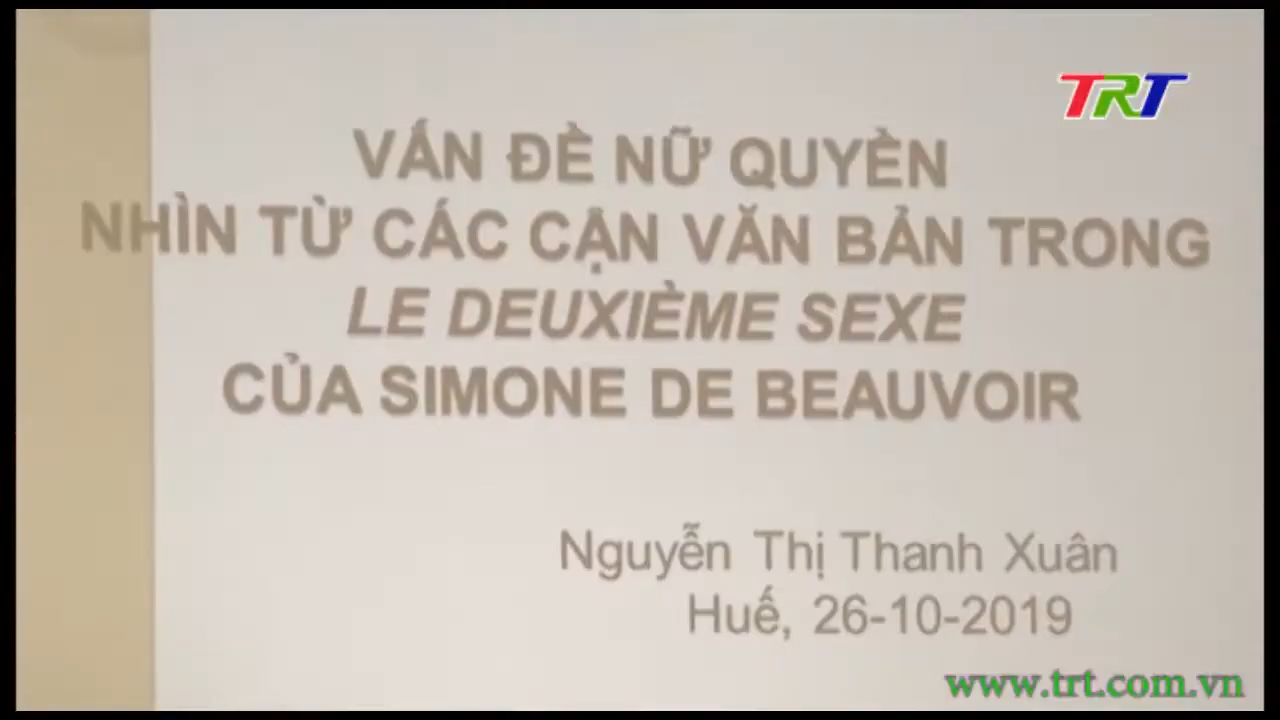 TRT
VẤN ĐỀ NỮ QUYỀN
NHÌN TỪ CÁC CẬN VĂN BẢN TRONG
LE DEUXIÈME SEXE
CỦA SIMONE DE BEAUVOIR
Nguyễn Thị Thanh Xuân
Huế, 26-10-2019
www.trt.com.vn